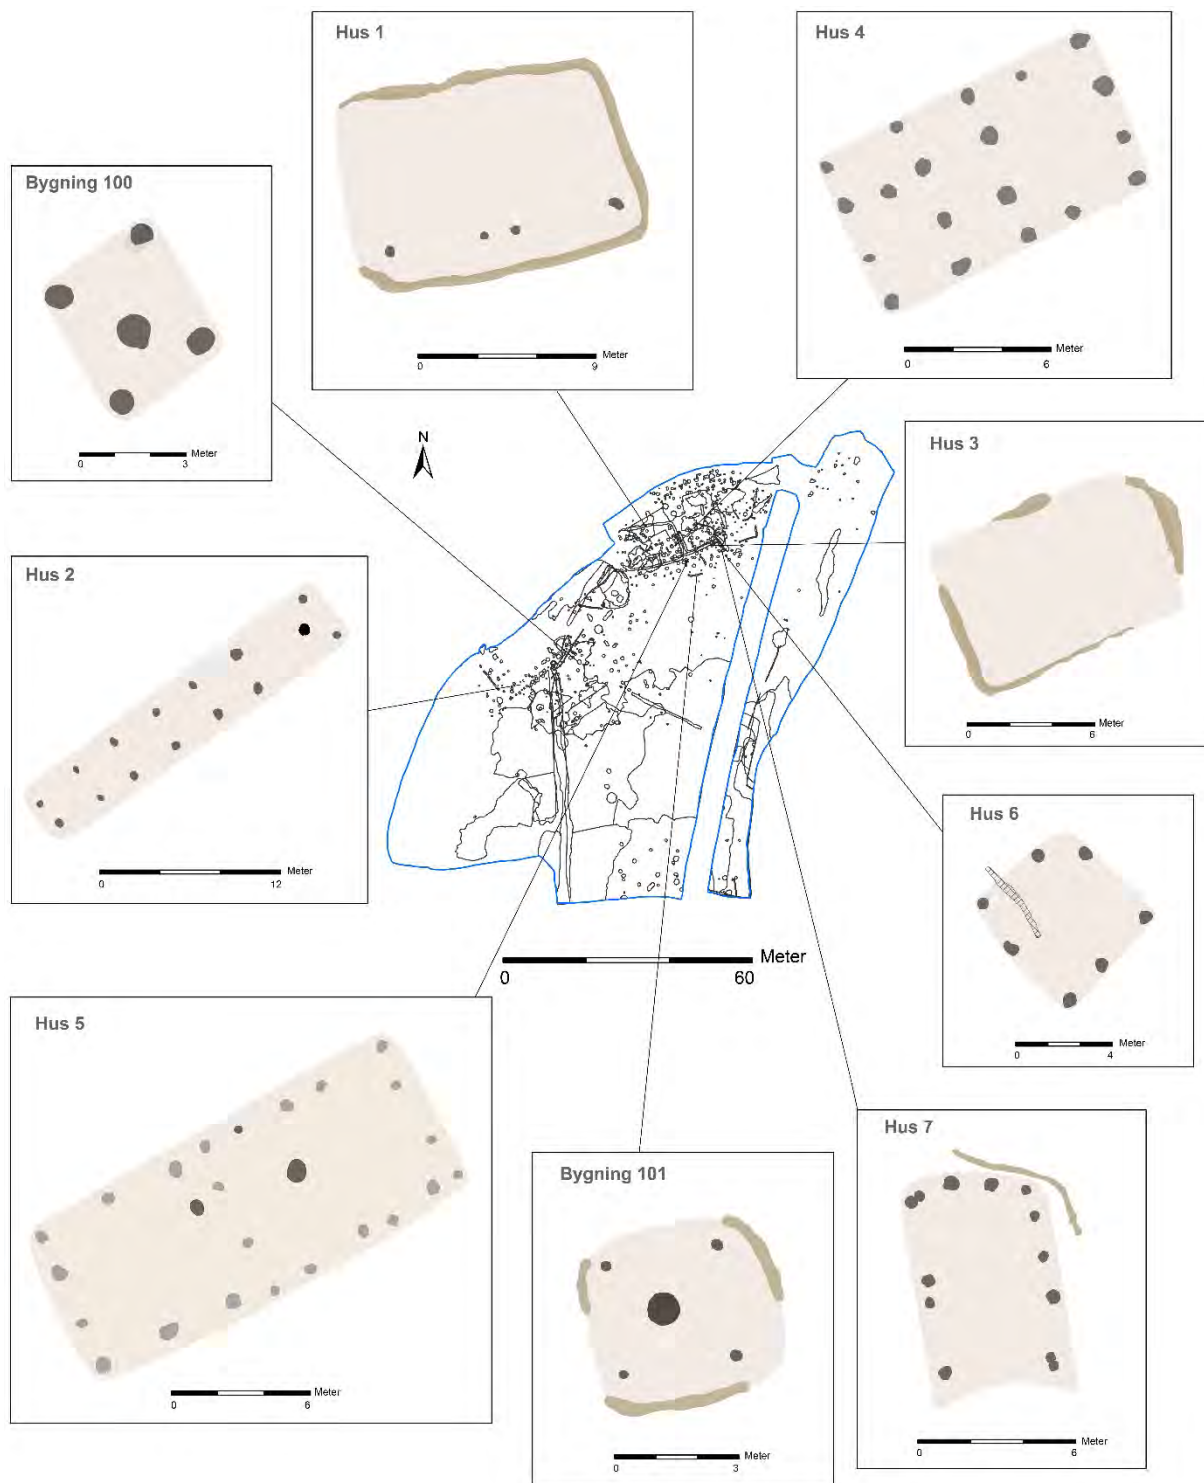 Hus 1
0 9 Meter
Hus 4
0 6 Meter
Bygning 100
0 3 Meter
N
Hus 3
0 6 Meter
Hus 2
0 12 Meter
Hus 6
0 4 Meter
0 60 Meter
Hus 5
0 6 Meter
Bygning 101
0 3 Meter
Hus 7
0 6 Meter